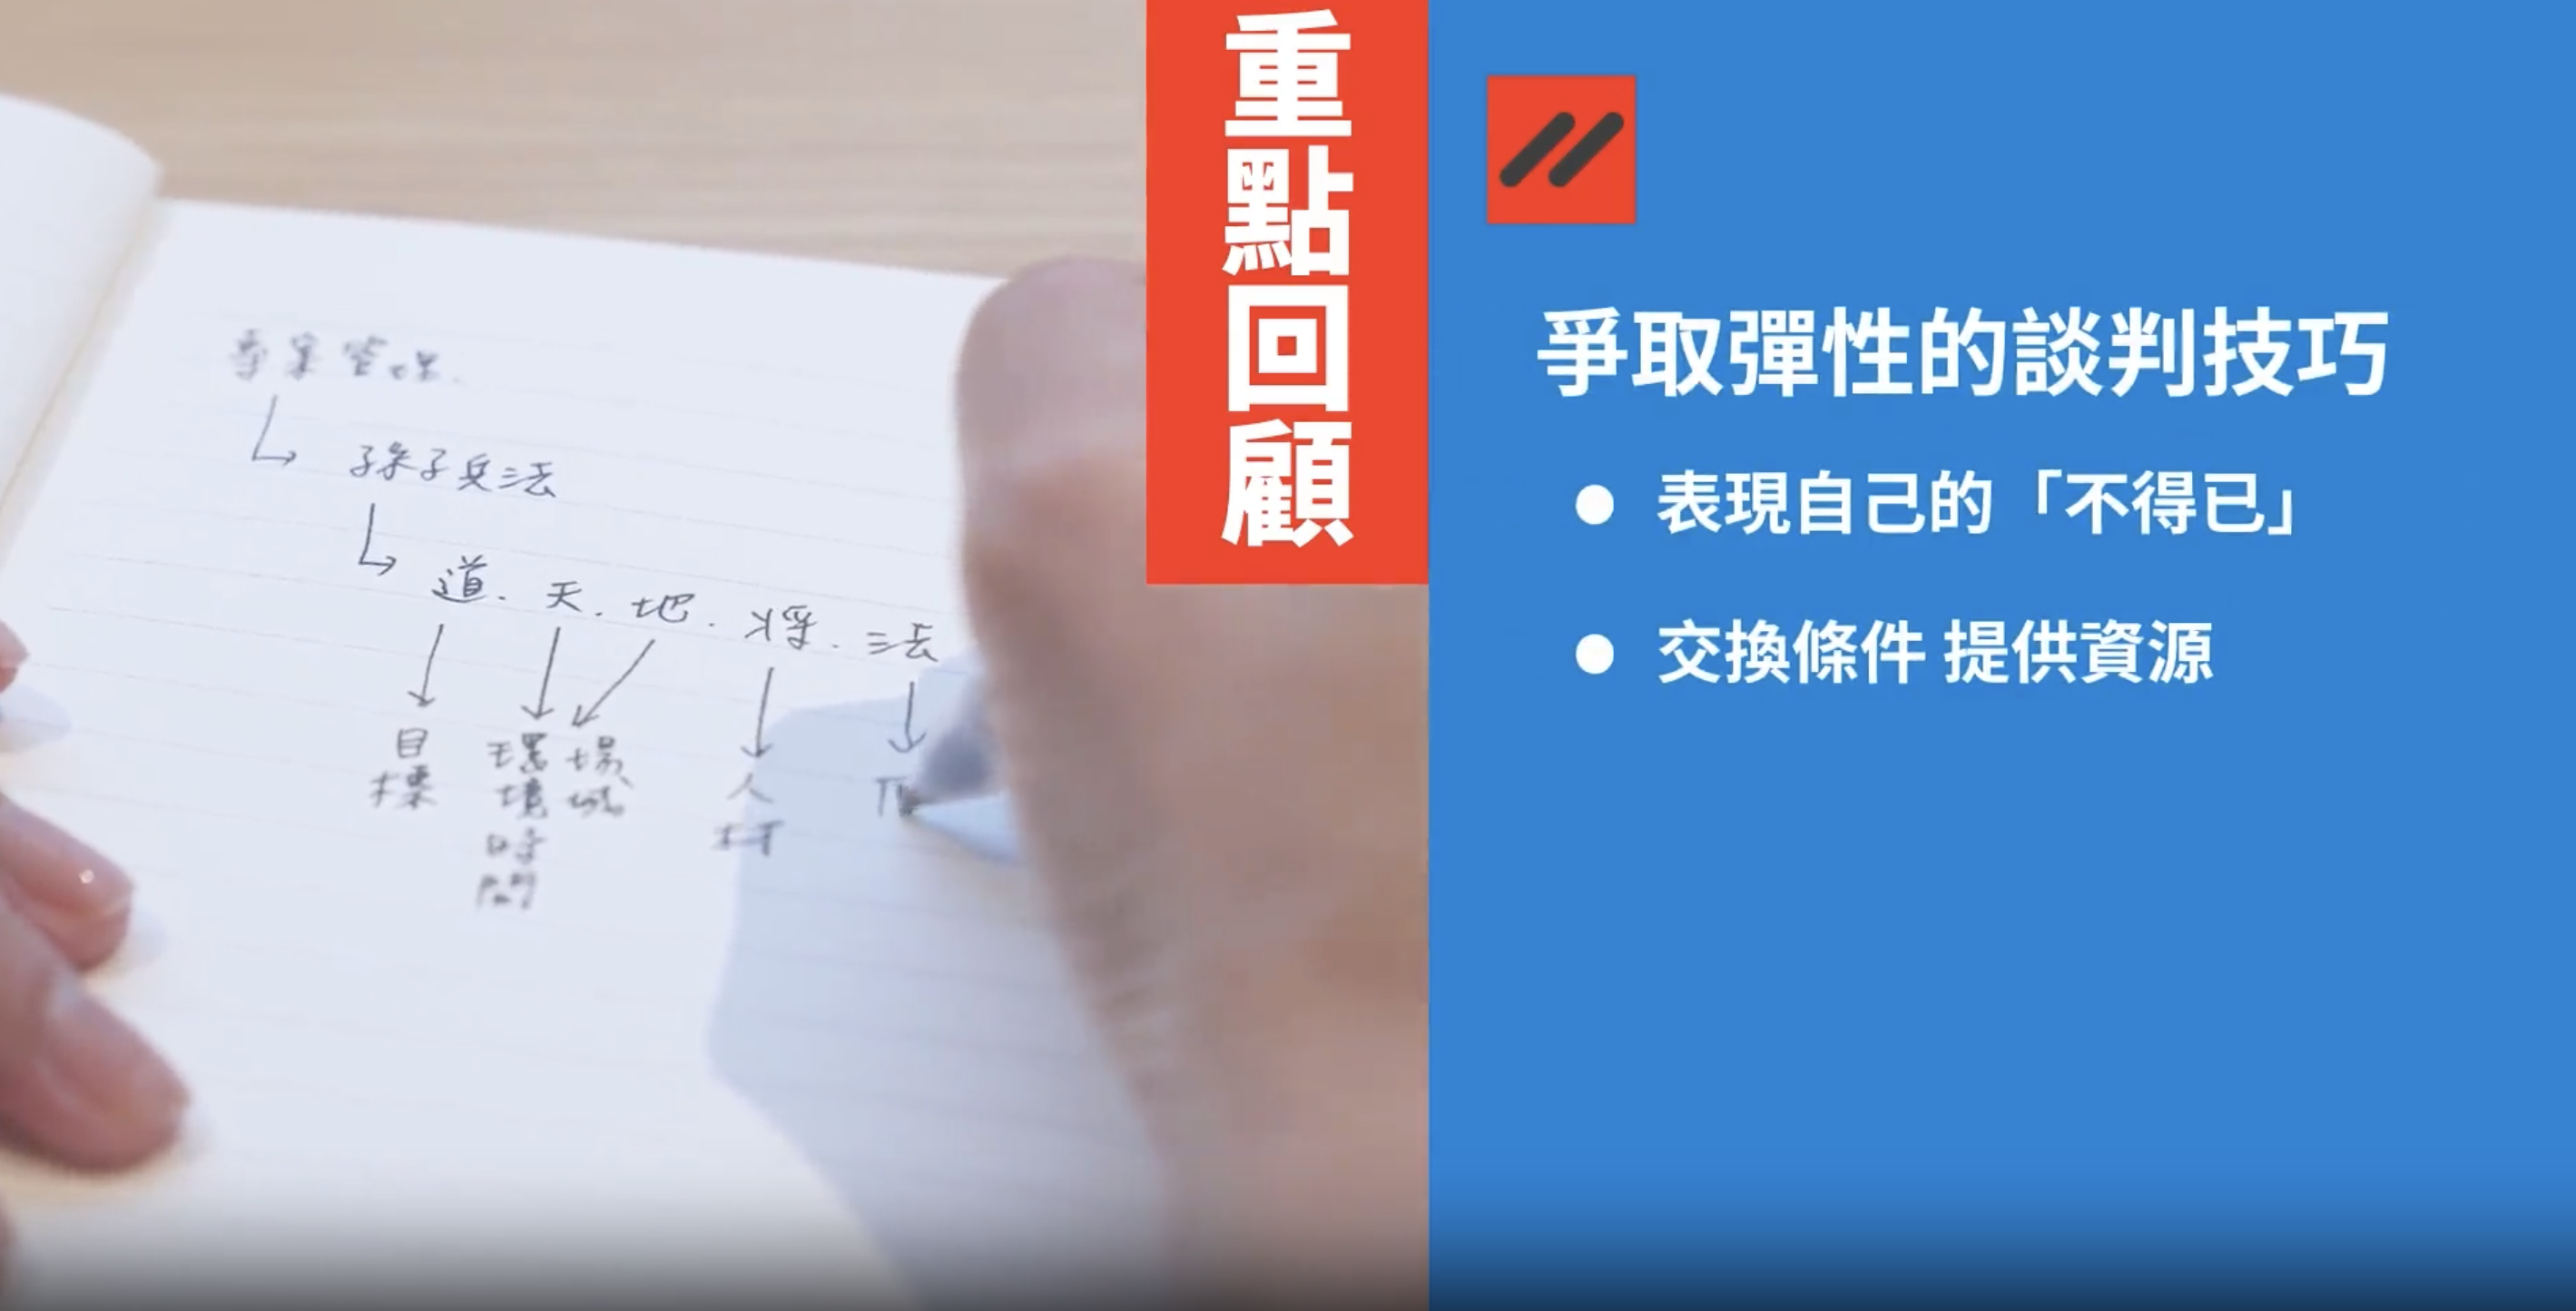 重點回顧
爭取彈性的談判技巧
● 表現自己的「不得已」
● 交換條件 提供資源
專案管理.
孫子兵法
道. 天. 地. 將. 法
目標
環境時間
場域
人材